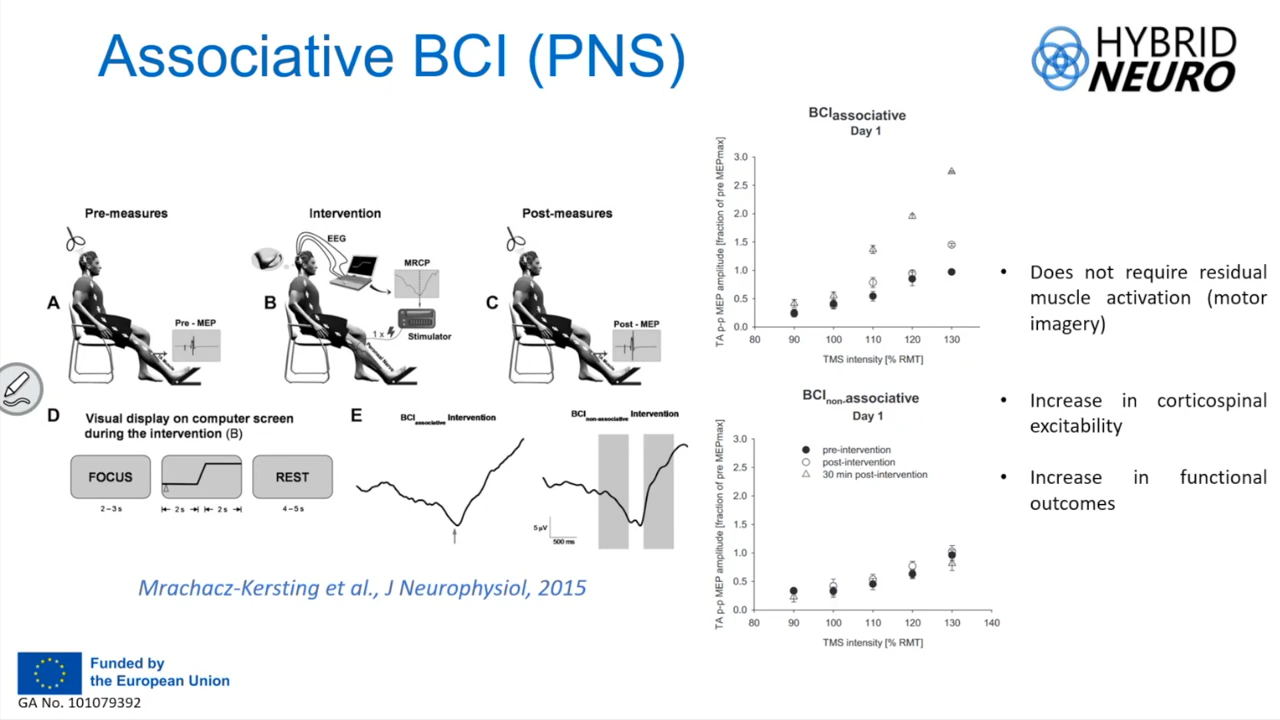 Associative BCI (PNS)
HYBRID
NEURO
Pre-measures
Intervention
Post-measures
EEG
MRCP
A
B
C
Pre - MEP
1 x
Stimulator
Peroneal Nerve
Post - MEP
D
Visual display on computer screen
during the intervention (B)
FOCUS
REST
2 – 3 s
2 s
2 s
4 – 5 s
E
BCIassociative Intervention
BCInon-associative Intervention
5 µV
500 ms
Mrachacz-Kersting et al., J Neurophysiol, 2015
BCIassociative
Day 1
TA p-p MEP amplitude [fraction of pre MEPmax]
3.0
2.5
2.0
1.5
1.0
0.5
0.0
80 90 100 110 120 130
TMS intensity [% RMT]
BCInon-associative
Day 1
TA p-p MEP amplitude [fraction of pre MEPmax]
3.0
2.5
2.0
1.5
1.0
0.5
0.0
pre-intervention
post-intervention
30 min post-intervention
80 90 100 110 120 130 140
TMS intensity [% RMT]
• Does not require residual
muscle activation (motor
imagery)
• Increase in corticospinal
excitability
• Increase in functional
outcomes
Funded by
the European Union
GA No. 101079392